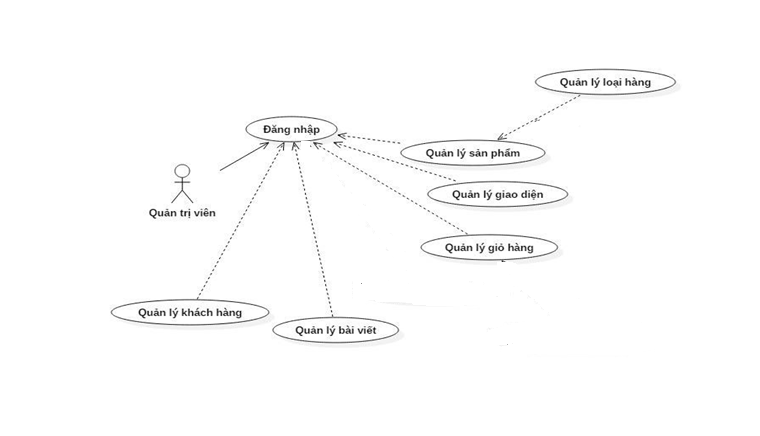 Quản lý loại hàng
Đăng nhập
Quản lý sản phẩm
Quản lý giao diện
Quản trị viên
Quản lý giỏ hàng
Quản lý khách hàng
Quản lý bài viết